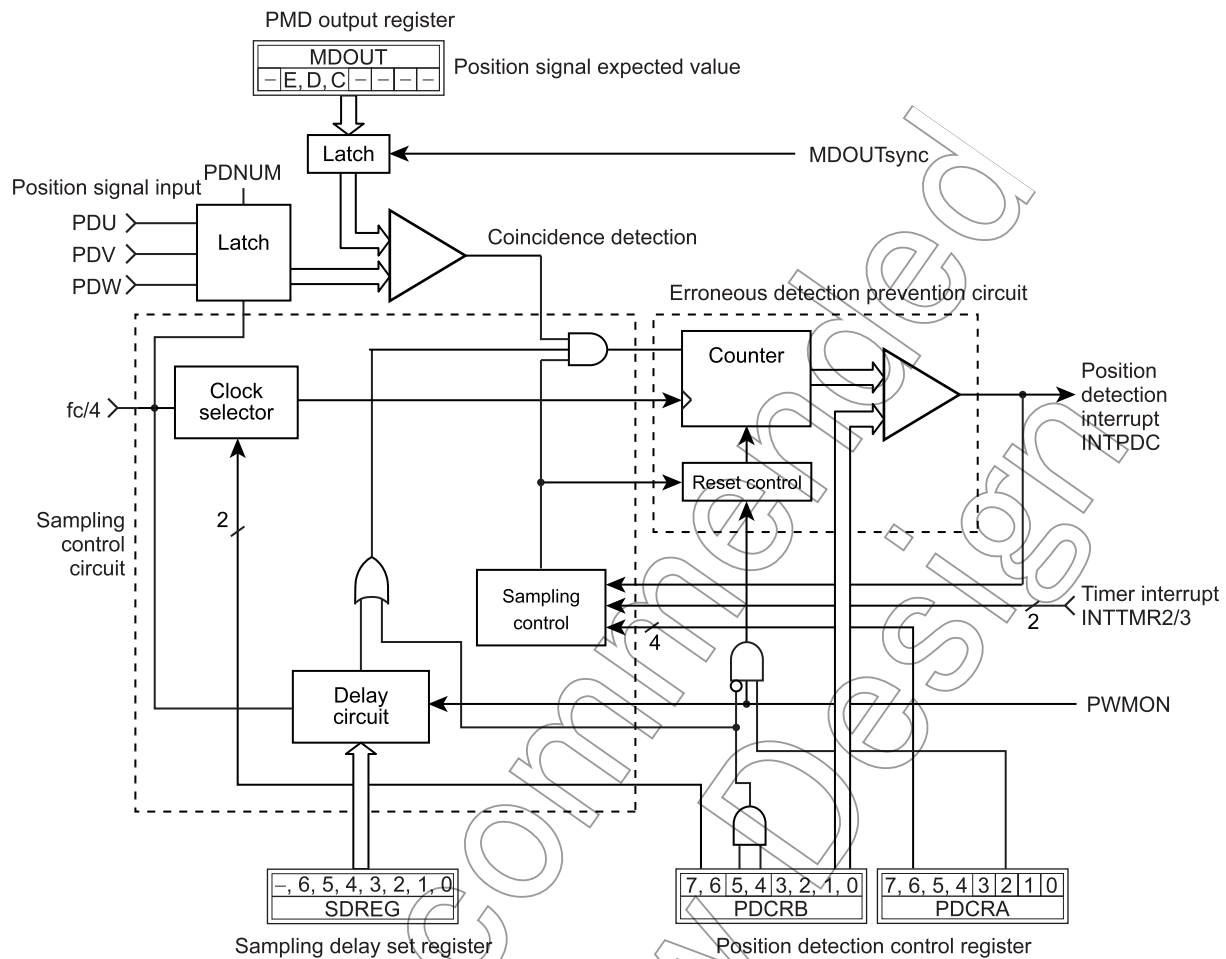 PMD output register
MDOUT
– E, D, C – – – –
Position signal expected value
Latch
MDOUTsync
PDNUM
Position signal input
PDU
PDV
PDW
Latch
Coincidence detection
Erroneous detection prevention circuit
Counter
Clock
selector
fc/4
Position
detection
interrupt
INTPDC
Reset control
2
Sampling
control
circuit
Sampling
control
Timer interrupt
INTTMR2/3
2
4
Delay
circuit
PWMON
–, 6, 5, 4, 3, 2, 1, 0
SDREG
7, 6 5, 4 3, 2, 1, 0
PDCRB
7, 6, 5, 4 3 2 1 0
PDCRA
Sampling delay set register
Position detection control register
commended
w Design